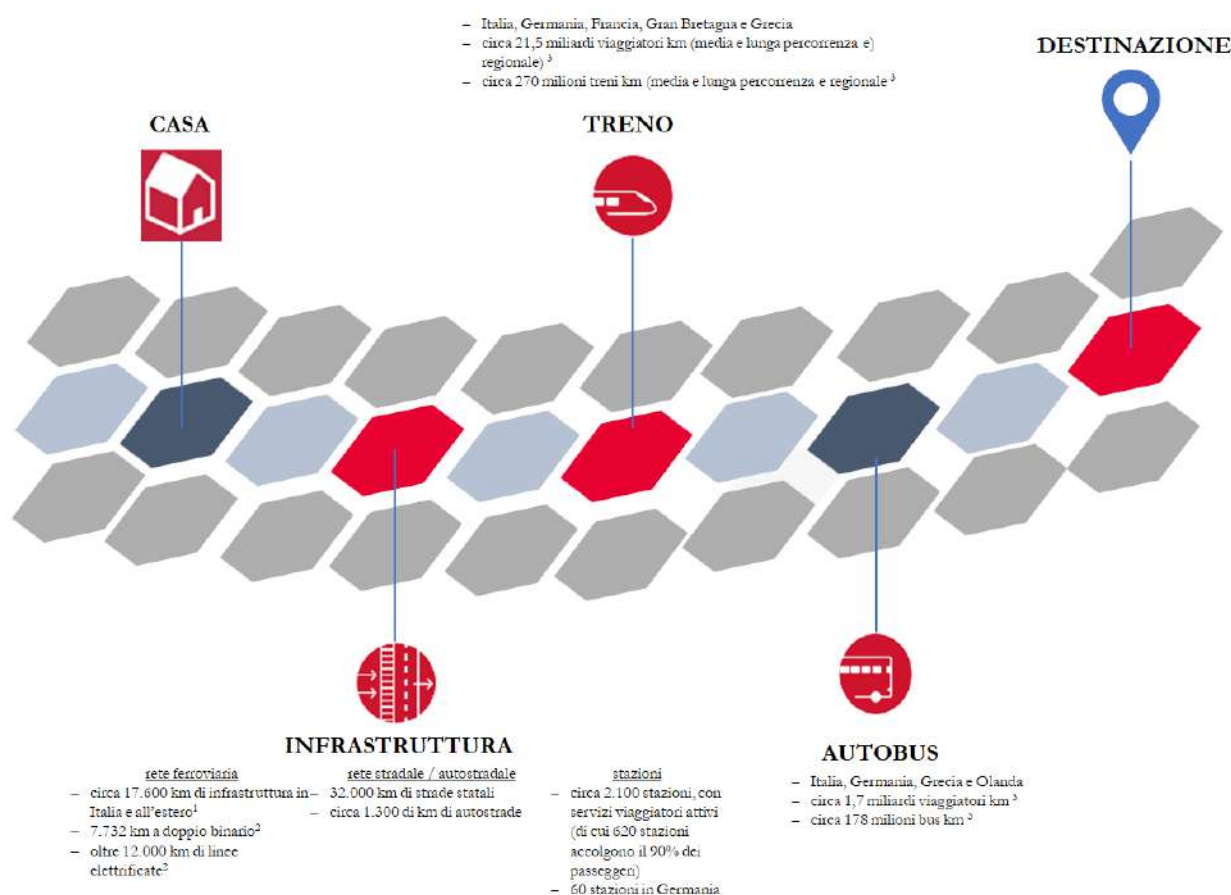 – Italia, Germania, Francia, Gran Bretagna e Grecia
– circa 21,5 miliardi viaggiatori km (media e lunga percorrenza e)
regionale) ³
– circa 270 milioni treni km (media e lunga percorrenza e regionale ³
DESTINAZIONE
CASA
TRENO
INFRASTRUTTURA
rete ferroviaria
– circa 17.600 km di infrastruttura in
Italia e all'estero¹
– 7.732 km a doppio binario²
– oltre 12.000 km di linee
elettrificate²
rete stradale / autostradale
– 32.000 km di strade statali
– circa 1.300 di km di autostrade
stazioni
– circa 2.100 stazioni, con
servizi viaggiatori attivi
(di cui 620 stazioni
accolgono il 90% dei
passeggeri)
– 60 stazioni in Germania
AUTOBUS
– Italia, Germania, Grecia e Olanda
– circa 1,7 miliardi viaggiatori km ³
– circa 178 milioni bus km ³